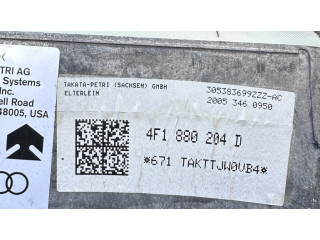 TRI AG
Systems
Inc.
ell Road
48005, USA
TAKATA-PETRI (SACHSEN) GMBH
ELTERLEIN
305383699ZZZ-AC
2005 346 0950
4F1 880 204 D
*671 TAKTTJW0VB4*